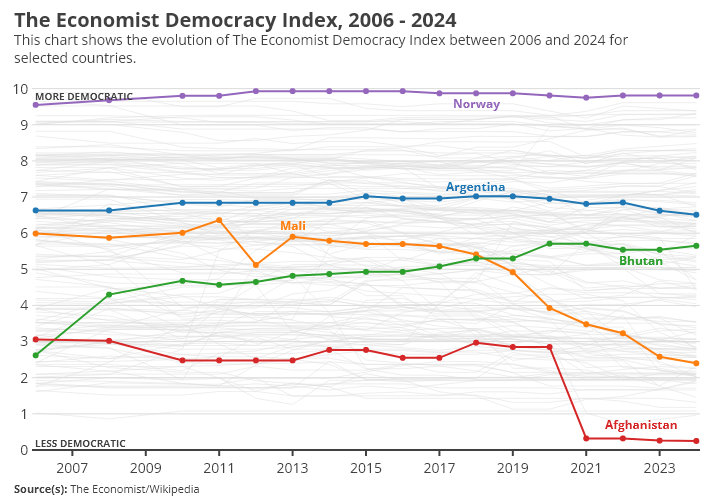 The Economist Democracy Index, 2006 - 2024
This chart shows the evolution of The Economist Democracy Index between 2006 and 2024 for
selected countries.
10
MORE DEMOCRATIC
Norway
9
8
Argentina
7
Mali
6
Bhutan
5
4
3
2
1
Afghanistan
LESS DEMOCRATIC
0
2007 2009 2011 2013 2015 2017 2019 2021 2023
Source(s): The Economist/Wikipedia